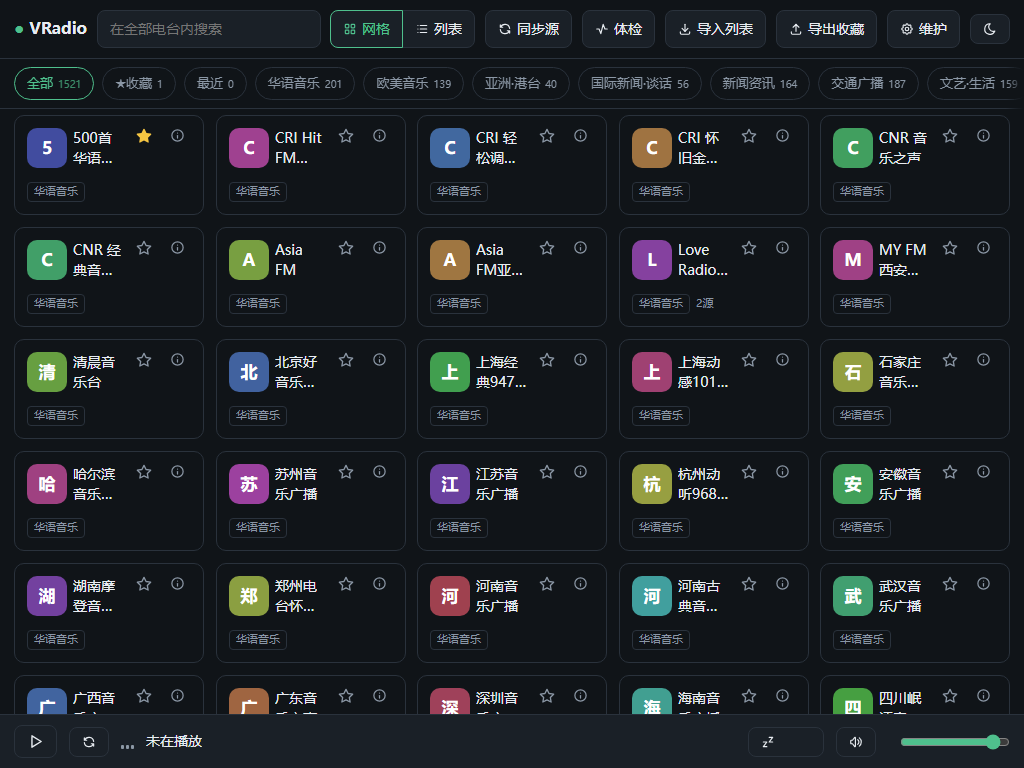 VRadio
在全部电台内搜索
网格
列表
同步源
体检
导入列表
导出收藏
维护
全部 1521
★收藏 1
最近 0
华语音乐 201
欧美音乐 139
亚洲·港台 40
国际新闻·谈话 56
新闻资讯 164
交通广播 187
文艺·生活 159
5
500首
华语...
华语音乐
C
CRI Hit
FM...
华语音乐
C
CRI 轻
松调...
华语音乐
C
CRI 怀
旧金...
华语音乐
C
CNR 音
乐之声
华语音乐
C
CNR 经
典音...
华语音乐
A
Asia
FM
华语音乐
A
Asia
FM亚...
华语音乐
L
Love
Radio...
华语音乐 2源
M
MY FM
西安...
华语音乐
清
清晨音
乐台
华语音乐
北
北京好
音乐...
华语音乐
上
上海经
典947...
华语音乐
上
上海动
感101...
华语音乐
石
石家庄
音乐...
华语音乐
哈
哈尔滨
音乐...
华语音乐
苏
苏州音
乐广播
华语音乐
江
江苏音
乐广播
华语音乐
杭
杭州动
听968...
华语音乐
安
安徽音
乐广播
华语音乐
湖
湖南摩
登音...
华语音乐
郑
郑州电
台怀...
华语音乐
河
河南音
乐广播
华语音乐
河
河南古
典音...
华语音乐
武
武汉音
乐广播
华语音乐
广
广西音
广
广东音
深
深圳音
海
海南音
四
四川岷
...
未在播放
zz